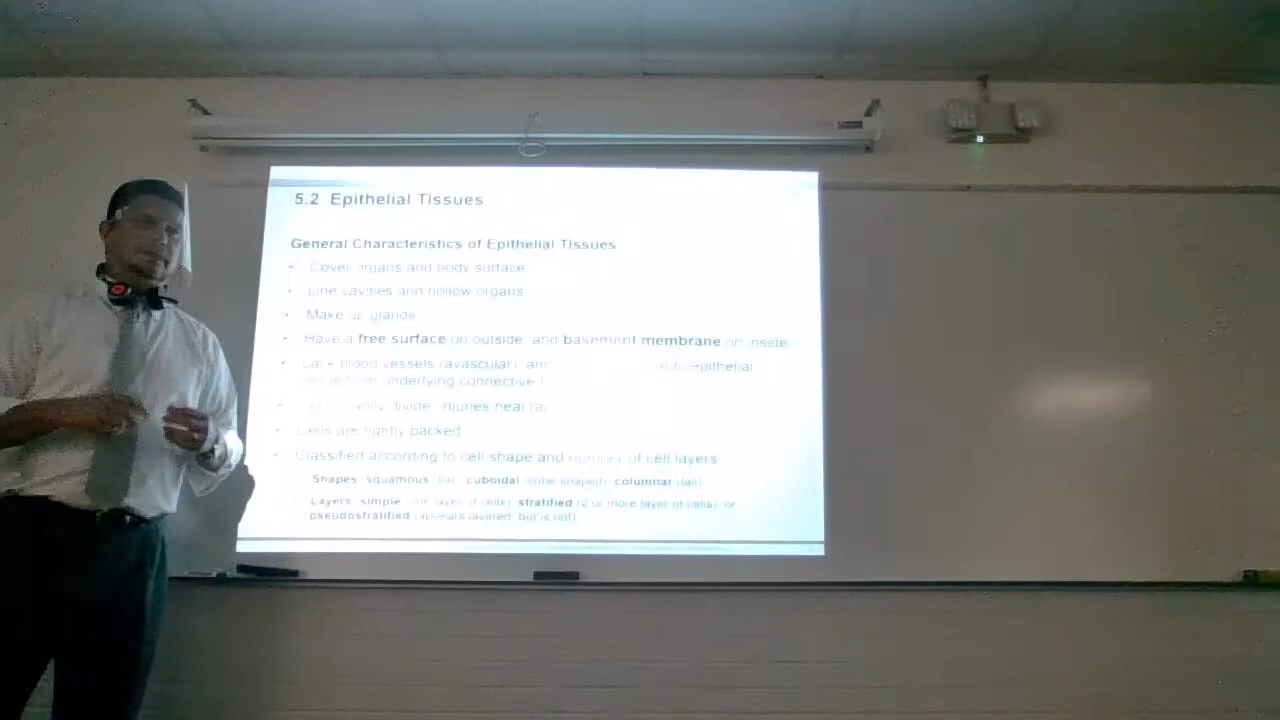 5.2 Epithelial Tissues
General Characteristics of Epithelial Tissues
Cover organs and body surface
Line cavities and hollow organs
Make up glands
Have a free surface on outside, and basement membrane on inside
Lack blood vessels (avascular), epithelial
underlying connective
divide, injuries heal
Cells are tightly packed
Classified according to cell shape and number of cell layers
Shapes: squamous (flat), cuboidal (cube shaped), columnar (tall)
Layers: simple layer of cells), stratified (2 or more layer of cells), or
pseudostratified (appears layered, but is not)